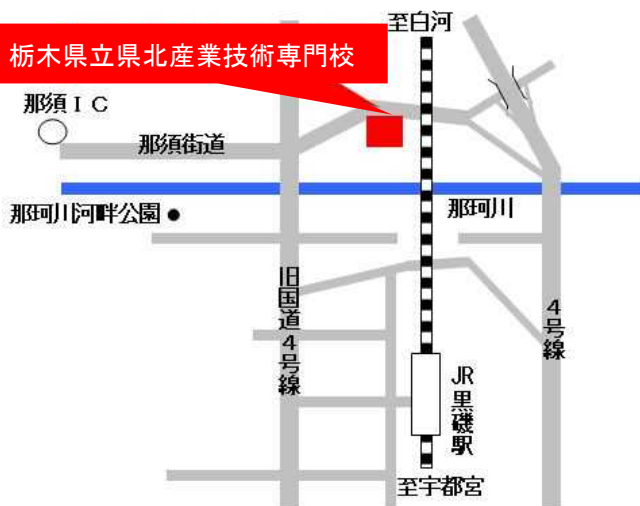 至白河
栃木県立県北産業技術専門校
那須ＩＣ
那須街道
那珂川河畔公園
那珂川
旧国道４号線
４号線
JR黒磯駅
至宇都宮